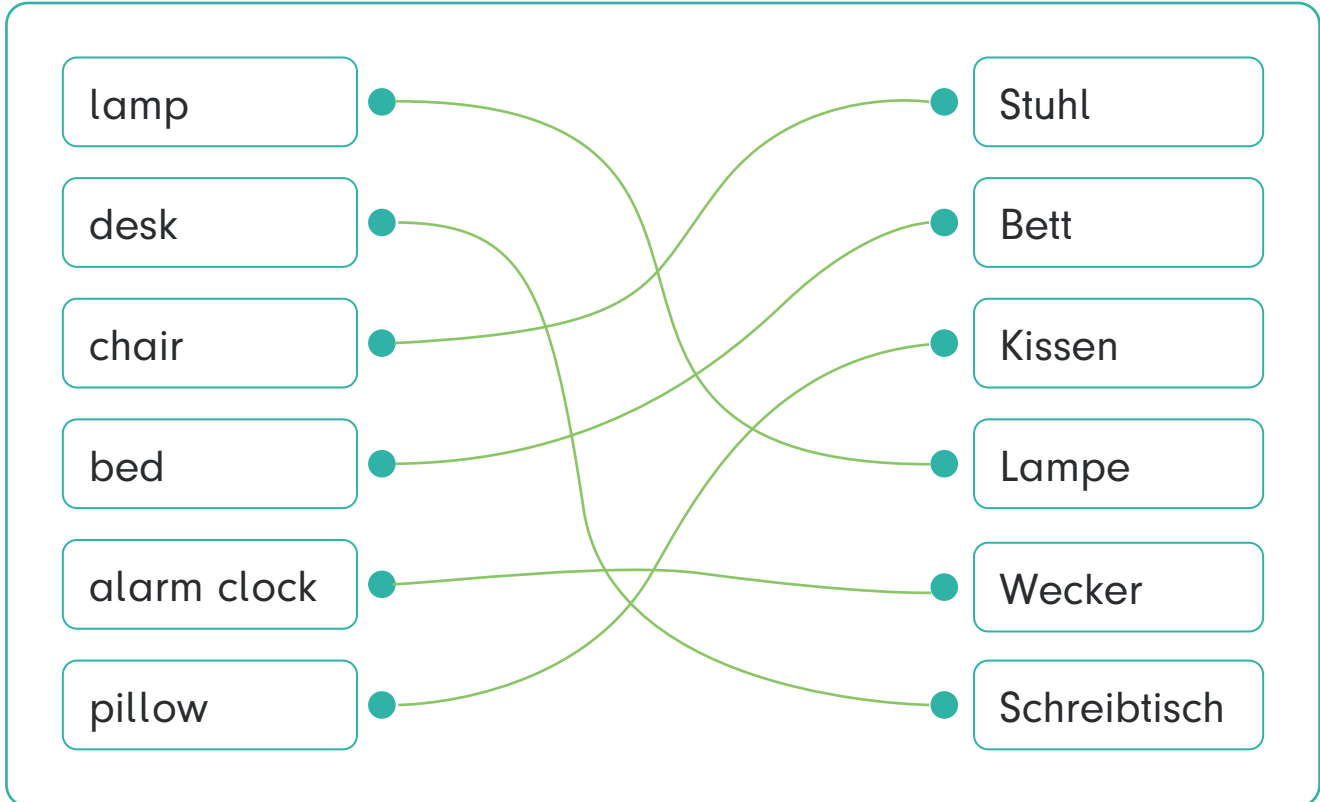 lamp
Stuhl
desk
Bett
chair
Kissen
bed
Lampe
alarm clock
Wecker
pillow
Schreibtisch